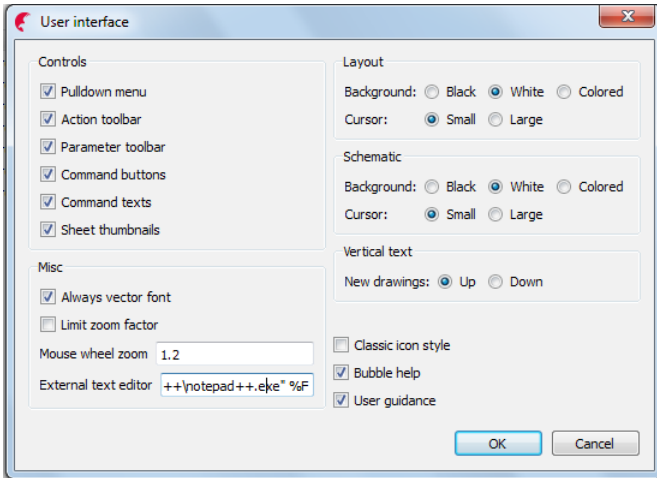 User interface
Controls
Pulldown menu
Action toolbar
Parameter toolbar
Command buttons
Command texts
Sheet thumbnails
Misc
Always vector font
Limit zoom factor
Mouse wheel zoom 1.2
External text editor ++\notepad++.exe" %F
Layout
Background: Black White Colored
Cursor: Small Large
Schematic
Background: Black White Colored
Cursor: Small Large
Vertical text
New drawings: Up Down
Classic icon style
Bubble help
User guidance
OK Cancel